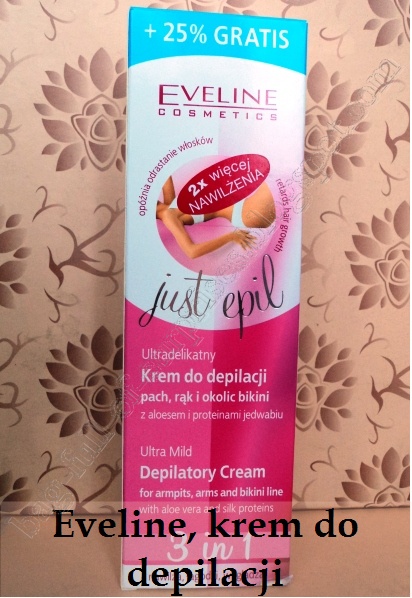 + 25% GRATIS
EVELINE
COSMETICS
opóźnia odrastanie włosków
2x więcej
NAWILŻENIA
retards hair growth
just epil
Ultradelikatny
Krem do depilacji
pach, rąk i okolic bikini
z aloesem i proteinami jedwabiu
Ultra Mild
Depilatory Cream
for armpits, arms and bikini line
with aloe vera and silk proteins
3 in 1
Eveline, krem do
depilacji